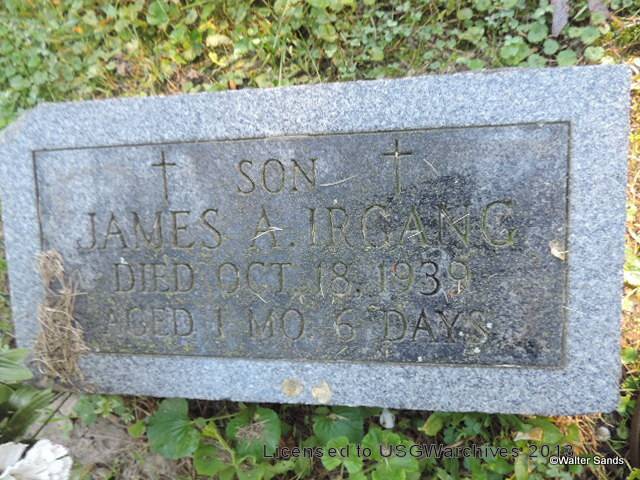 SON
JAMES A. IRGANG
DIED OCT. 18, 1939
AGED 1 MO. 6 DAYS
Licensed to USGWarchives 2013
©Walter Sands